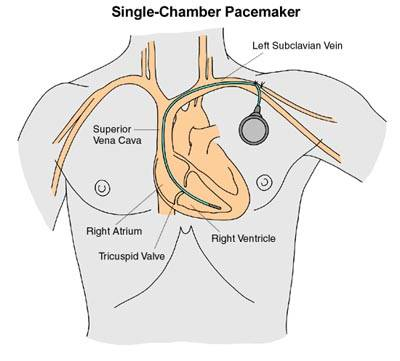 Single-Chamber Pacemaker
Left Subclavian Vein
Superior
Vena Cava
Right Atrium
Right Ventricle
Tricuspid Valve